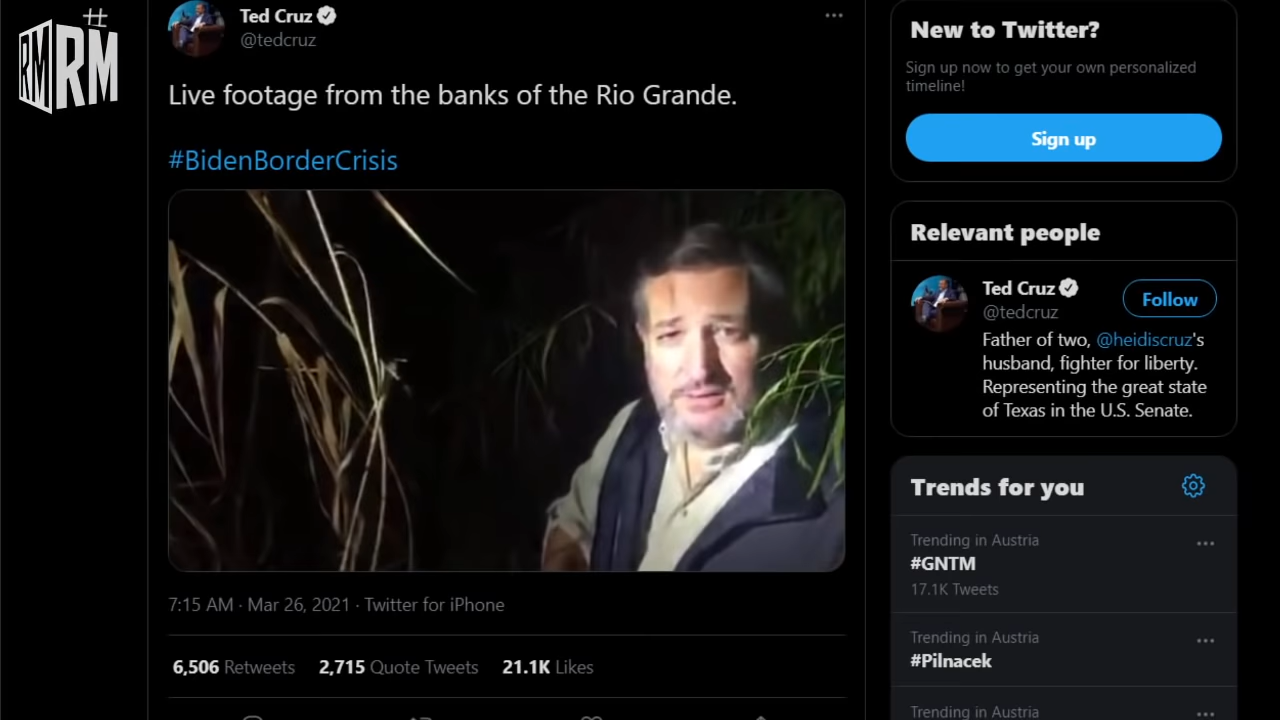 #
RM RM
Ted Cruz
@tedcruz
Live footage from the banks of the Rio Grande.
#BidenBorderCrisis
7:15 AM · Mar 26, 2021 · Twitter for iPhone
6,506 Retweets 2,715 Quote Tweets 21.1K Likes
New to Twitter?
Sign up now to get your own personalized
timeline!
Sign up
Relevant people
Ted Cruz
@tedcruz
Follow
Father of two, @heidiscruz's
husband, fighter for liberty.
Representing the great state
of Texas in the U.S. Senate.
Trends for you
Trending in Austria
#GNTM
17.1K Tweets
Trending in Austria
#Pilnacek
Trending in Austria